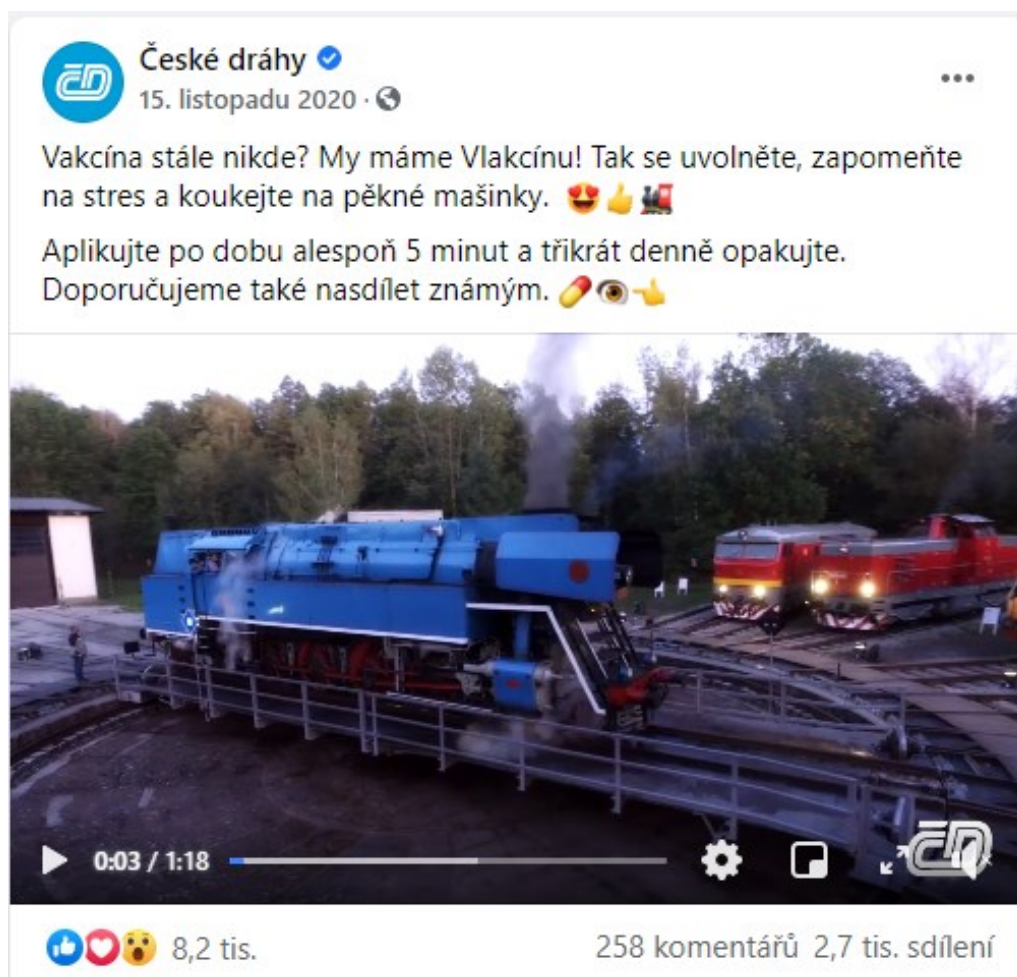 ČD
České dráhy
15. listopadu 2020 ·
Vakcína stále nikde? My máme Vlakcínu! Tak se uvolněte, zapomeňte
na stres a koukejte na pěkné mašinky. 😍👍🚂
Aplikujte po dobu alespoň 5 minut a třikrát denně opakujte.
Doporučujeme také nasdílet známým. 💊👁👈
0:03 / 1:18
ČD
8,2 tis.
258 komentářů 2,7 tis. sdílení